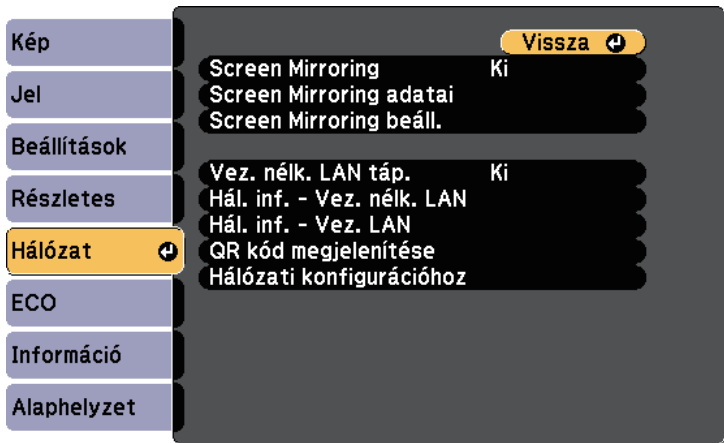 Kép
Jel
Beállítások
Részletes
Hálózat
ECO
Információ
Alaphelyzet
Vissza
Screen Mirroring Ki
Screen Mirroring adatai
Screen Mirroring beáll.
Vez. nélk. LAN táp. Ki
Hál. inf. - Vez. nélk. LAN
Hál. inf. - Vez. LAN
QR kód megjelenítése
Hálózati konfigurációhoz